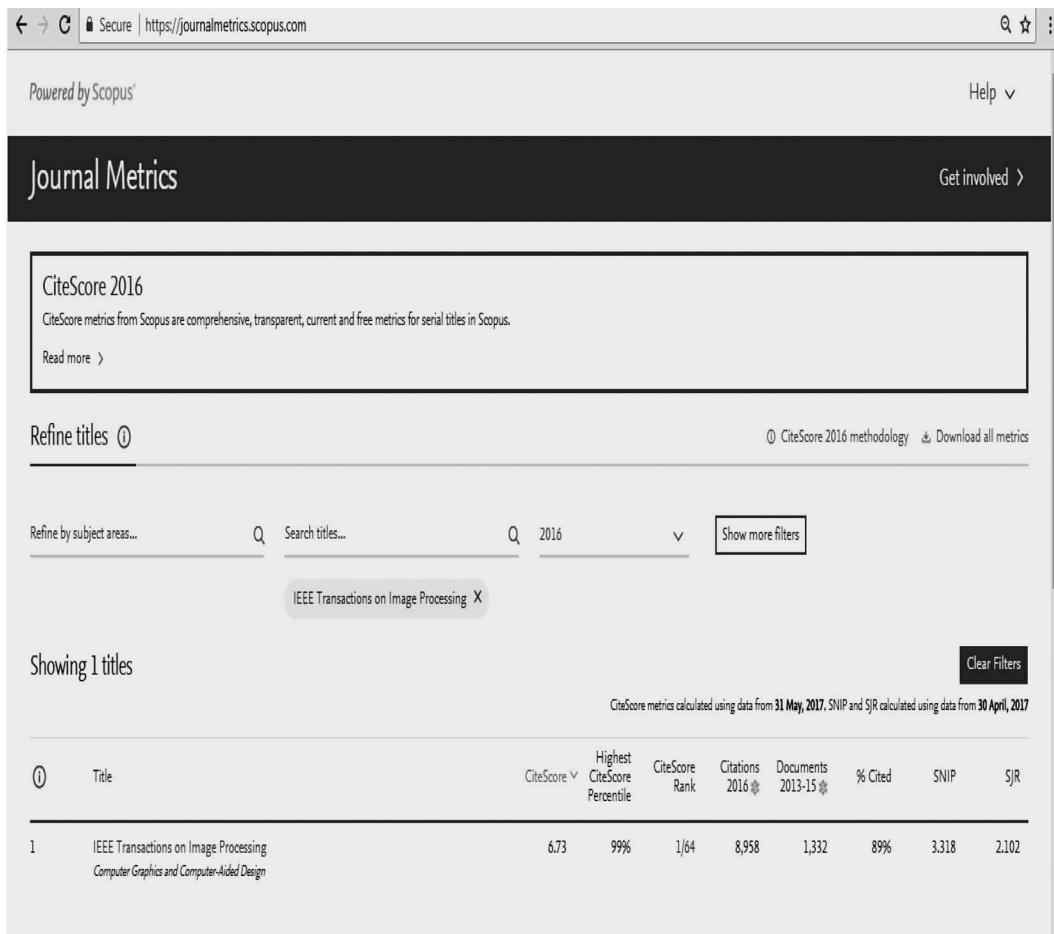 Secure | https://journalmetrics.scopus.com
Powered by Scopus®
Help
Journal Metrics
Get involved >
CiteScore 2016
CiteScore metrics from Scopus are comprehensive, transparent, current and free metrics for serial titles in Scopus.
Read more >
Refine titles
CiteScore 2016 methodology Download all metrics
Refine by subject areas... Search titles... 2016 Show more filters
IEEE Transactions on Image Processing X
Showing 1 titles
Clear Filters
CiteScore metrics calculated using data from 31 May, 2017. SNIP and SJR calculated using data from 30 April, 2017
Title CiteScore Highest CiteScore Percentile CiteScore Rank Citations 2016 Documents 2013-15 % Cited SNIP SJR
1 IEEE Transactions on Image Processing 6.73 99% 1/64 8,958 1,332 89% 3.318 2.102
Computer Graphics and Computer-Aided Design